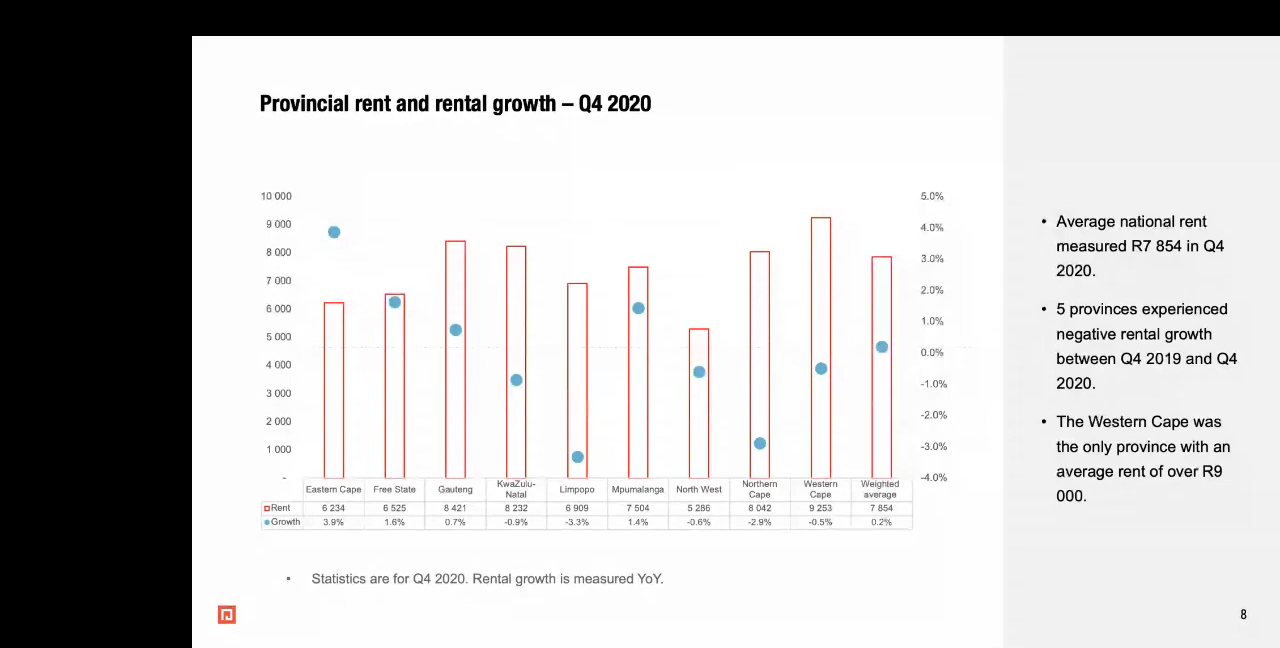 Provincial rent and rental growth – Q4 2020
10 000
9 000
8 000
7 000
6 000
5 000
4 000
3 000
2 000
1 000
-
5.0%
4.0%
3.0%
2.0%
1.0%
0.0%
-1.0%
-2.0%
-3.0%
-4.0%
Eastern Cape Free State Gauteng KwaZulu-Natal Limpopo Mpumalanga North West Northern Cape Western Cape Weighted average
Rent 6 234 6 525 8 421 8 232 6 909 7 504 5 286 8 042 9 253 7 854
Growth 3.9% 1.6% 0.7% -0.9% -3.3% 1.4% -0.6% -2.9% -0.5% 0.2%
• Statistics are for Q4 2020. Rental growth is measured YoY.
• Average national rent
measured R7 854 in Q4
2020.
• 5 provinces experienced
negative rental growth
between Q4 2019 and Q4
2020.
• The Western Cape was
the only province with an
average rent of over R9
000.
8